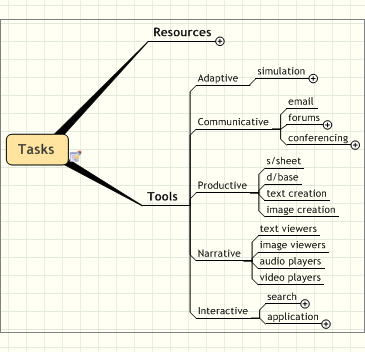 Tasks
Resources
Tools
Adaptive
simulation
Communicative
email
forums
conferencing
Productive
s/sheet
d/base
text creation
image creation
Narrative
text viewers
image viewers
audio players
video players
Interactive
search
application